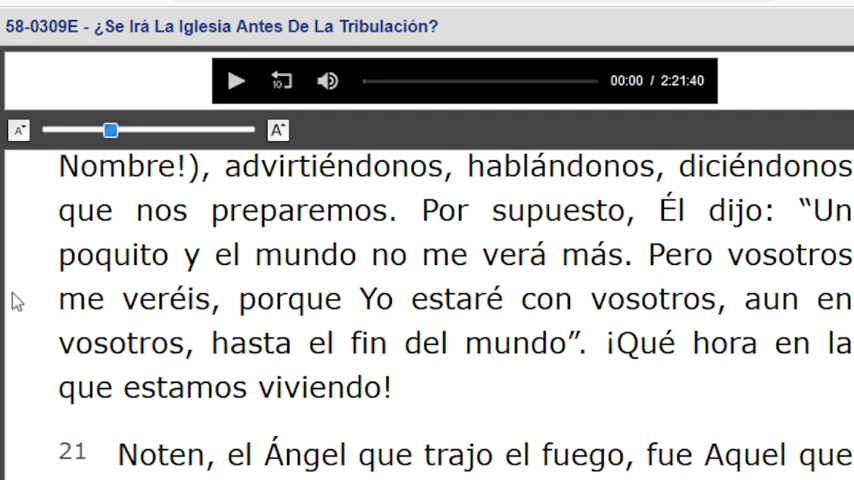 58-0309E - ¿Se Irá La Iglesia Antes De La Tribulación?
10 00:00 / 2:21:40
A A
Nombre!), advirtiéndonos, hablándonos, diciéndonos
que nos preparemos. Por supuesto, Él dijo: “Un
poquito y el mundo no me verá más. Pero vosotros
me veréis, porque Yo estaré con vosotros, aun en
vosotros, hasta el fin del mundo”. ¡Qué hora en la
que estamos viviendo!
21 Noten, el Ángel que trajo el fuego, fue Aquel que